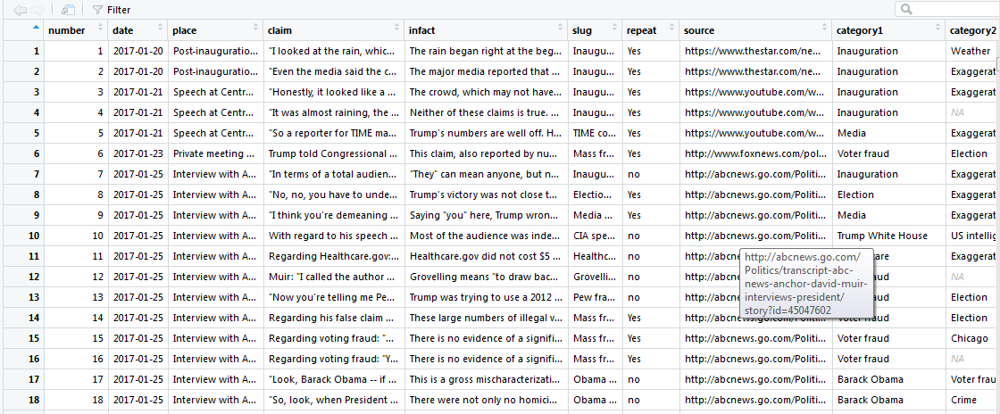 Filter
number date place claim infact slug repeat source category1 category2
1 1 2017-01-20 Post-inauguratio... "I looked at the rain, whic... The rain began right at the beg... Inaugu... Yes https://www.thestar.com/ne... Inauguration Weather
2 2 2017-01-20 Post-inauguratio... "Even the media said the c... The major media reported that ... Inaugu... Yes https://www.thestar.com/ne... Inauguration Exaggerat
3 3 2017-01-21 Speech at Centr... "Honestly, it looked like a ... The crowd, which may not have... Inaugu... Yes https://www.youtube.com/w... Inauguration Exaggerat
4 4 2017-01-21 Speech at Centr... "It was almost raining, the ... Neither of these claims is true. ... Inaugu... Yes https://www.youtube.com/w... Inauguration NA
5 5 2017-01-21 Speech at Centr... "So a reporter for TIME ma... Trump's numbers are well off. H... TIME co... Yes https://www.youtube.com/w... Media Exaggerat
6 6 2017-01-23 Private meeting ... Trump told Congressional ... This claim, also reported by nu... Mass fr... Yes http://www.foxnews.com/pol... Voter fraud Election
7 7 2017-01-25 Interview with A... "In terms of a total audien... "They" can mean anyone, but n... Inaugu... no http://abcnews.go.com/Politi... Inauguration Exaggerat
8 8 2017-01-25 Interview with A... "No, no, you have to unde... Trump's victory was not close t... Electio... Yes http://abcnews.go.com/Politi... Election Exaggerat
9 9 2017-01-25 Interview with A... "I think you're demeaning ... Saying "you" here, Trump wron... Media ... Yes http://abcnews.go.com/Politi... Media Exaggerat
10 10 2017-01-25 Interview with A... With regard to his speech ... Most of the audience was inde... CIA spe... no http://abcnews.go.com/Politi... Trump White House US intellig
11 11 2017-01-25 Interview with A... Regarding Healthcare.gov: ... Healthcare.gov did not cost $5 ... Healthc... no http://abcnews.go.com/ are Exaggerat
12 12 2017-01-25 Interview with A... Muir: "I called the author ... Grovelling means "to draw bac... Grovelli... no http://abcnews.go.com/Politi... Politics/transcript-abc- NA
13 13 2017-01-25 Interview with A... "Now you're telling me Pe... Trump was trying to use a 2012 ... Pew fra... no http://abcnews.go.com/Politi... news-anchor-david-muir- Election
interviews-president/
14 14 2017-01-25 Interview with A... Regarding his false claim ... These large numbers of illegal v... Mass fr... Yes http://abcnews.go.com/Politi... story?id=45047602 Voter fraud Election
15 15 2017-01-25 Interview with A... Regarding voting fraud: "... There is no evidence of a signifi... Mass fr... Yes http://abcnews.go.com/Politi... Voter fraud Chicago
16 16 2017-01-25 Interview with A... Regarding voting fraud: "Y... There is no evidence of a signifi... Mass fr... Yes http://abcnews.go.com/Politi... Voter fraud NA
17 17 2017-01-25 Interview with A... "Look, Barack Obama -- if ... This is a gross mischaracterizati... Obama ... no http://abcnews.go.com/Politi... Barack Obama Voter frau
18 18 2017-01-25 Interview with A... "So, look, when President ... There were not only no homici... Obama ... no http://abcnews.go.com/Politi... Barack Obama Crime